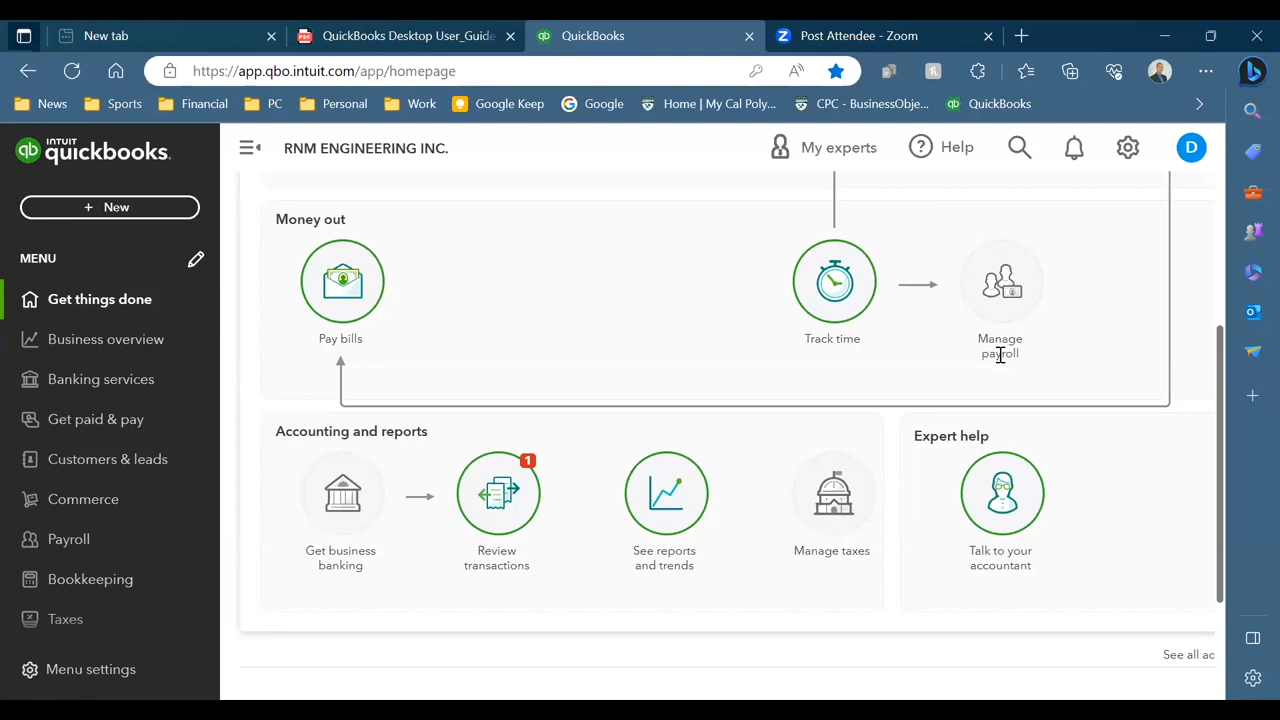 New tab
QuickBooks Desktop User_Guide
QuickBooks
Post Attendee - Zoom
https://app.qbo.intuit.com/app/homepage
News
Sports
Financial
PC
Personal
Work
Google Keep
Google
Home | My Cal Poly...
CPC - BusinessObje...
QuickBooks
INTUIT
quickbooks.
RNM ENGINEERING INC.
My experts
Help
D
+ New
MENU
Get things done
Business overview
Banking services
Get paid & pay
Customers & leads
Commerce
Payroll
Bookkeeping
Taxes
Menu settings
Money out
Pay bills
Track time
Manage
payroll
Accounting and reports
1
Get business
banking
Review
transactions
See reports
and trends
Manage taxes
Expert help
Talk to your
accountant
See all ac